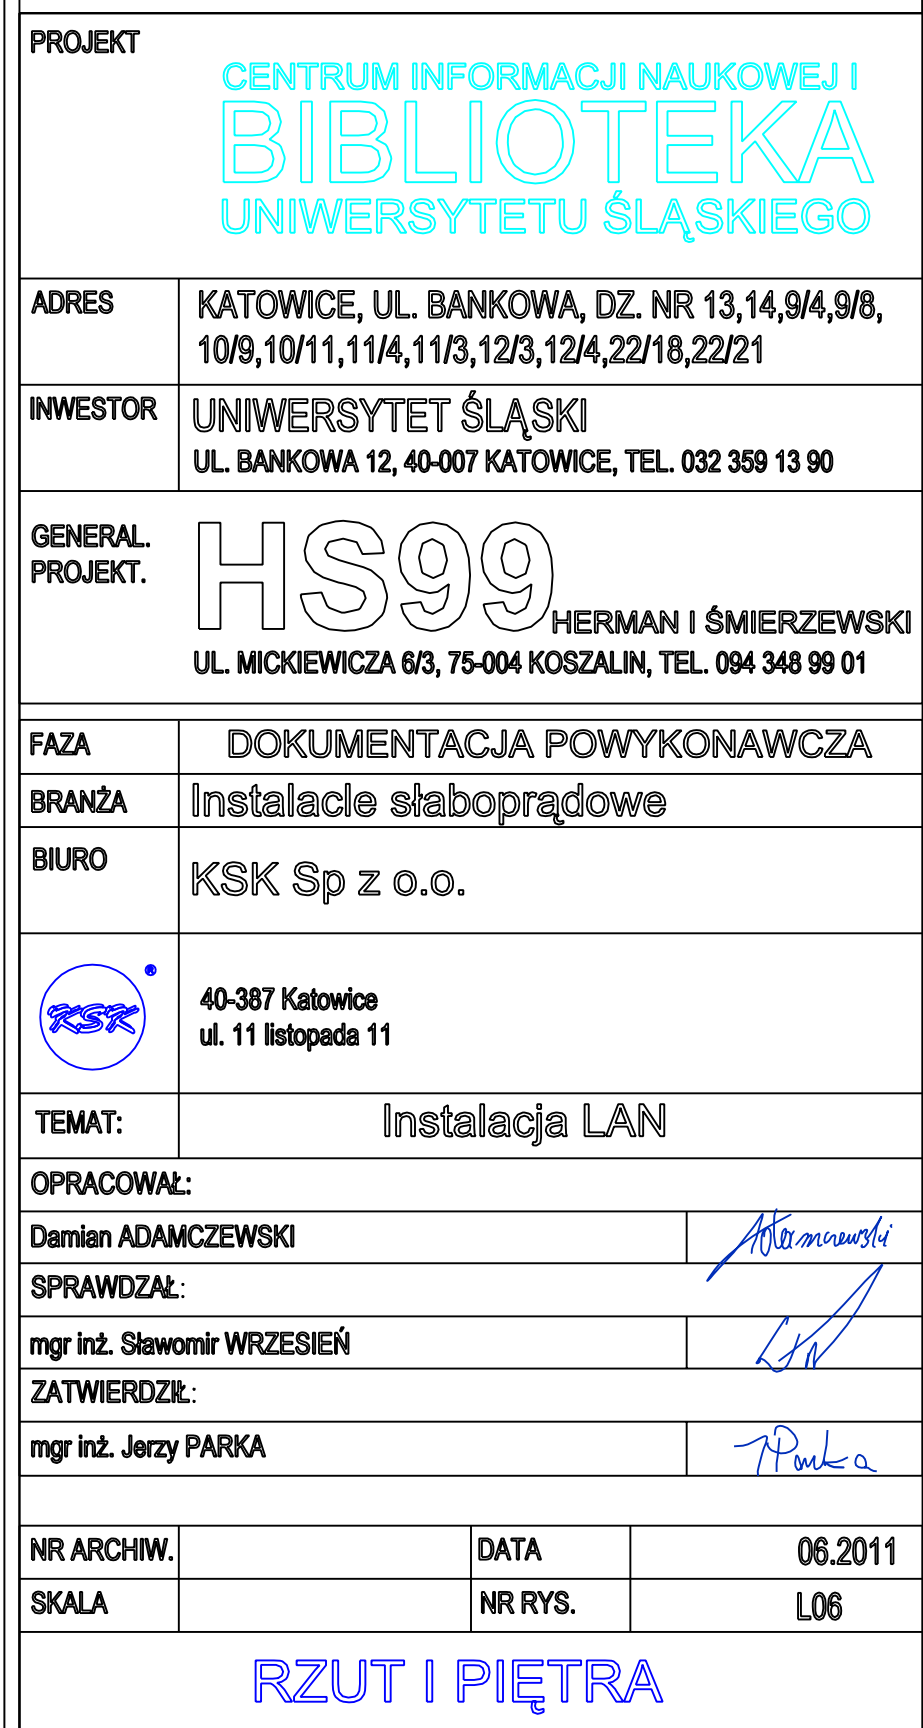 PROJEKT
CENTRUM INFORMACJI NAUKOWEJ I
BIBLIOTEKA
UNIWERSYTETU ŚLĄSKIEGO
ADRES
KATOWICE, UL. BANKOWA, DZ. NR 13,14,9/4,9/8,
10/9,10/11,11/4,11/3,12/3,12/4,22/18,22/21
INWESTOR
UNIWERSYTET ŚLĄSKI
UL. BANKOWA 12, 40-007 KATOWICE, TEL. 032 359 13 90
GENERAL.
PROJEKT.
HS99 HERMAN I ŚMIERZEWSKI
UL. MICKIEWICZA 6/3, 75-004 KOSZALIN, TEL. 094 348 99 01
FAZA
DOKUMENTACJA POWYKONAWCZA
BRANŻA
Instalacle słaboprądowe
BIURO
KSK Sp z o.o.
KSK ®
40-387 Katowice
ul. 11 listopada 11
TEMAT:
Instalacja LAN
OPRACOWAŁ:
Damian ADAMCZEWSKI
Adamczewski
SPRAWDZAŁ:
mgr inż. Sławomir WRZESIEŃ
ZATWIERDZIŁ:
mgr inż. Jerzy PARKA
JParka
NR ARCHIW.
DATA
06.2011
SKALA
NR RYS.
L06
RZUT I PIĘTRA